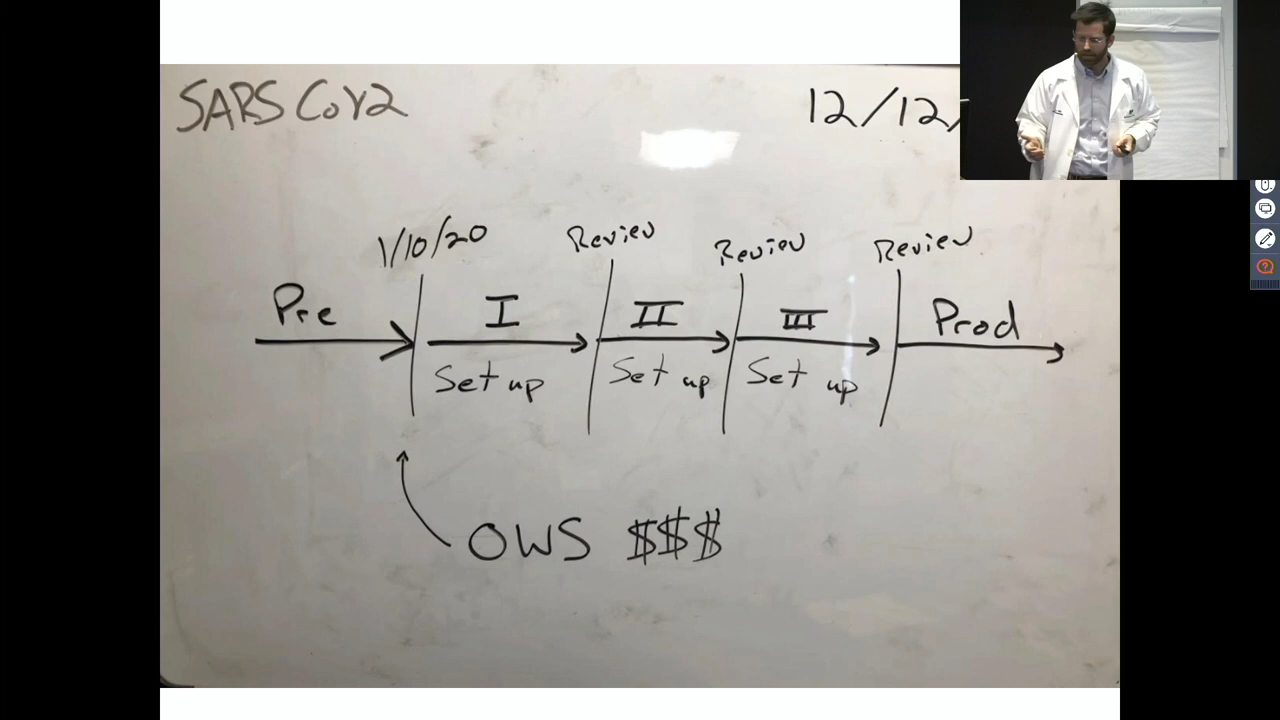 SARS CoV2
12/12/
1/10/20 Review Review Review
Pre I II III Prod
Set up Set up Set up
OWS $$$